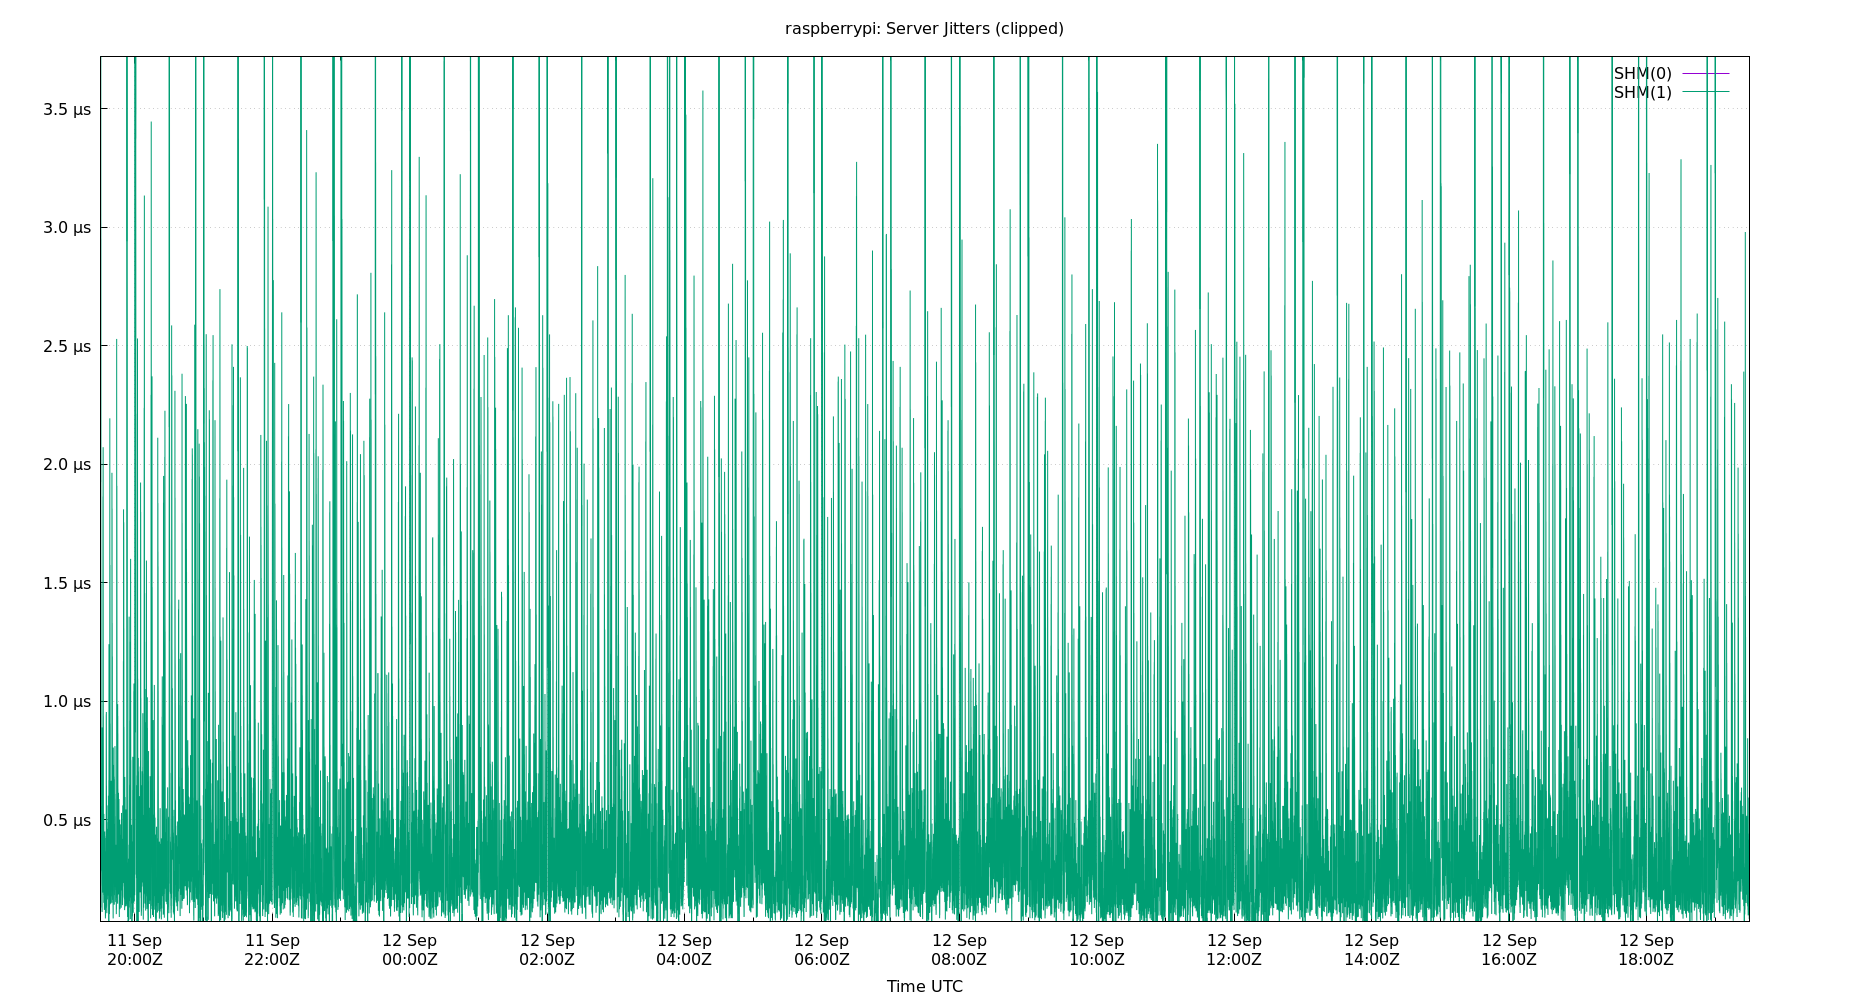 raspberrypi: Server Jitters (clipped)
SHM(0)
SHM(1)
3.5 µs
3.0 µs
2.5 µs
2.0 µs
1.5 µs
1.0 µs
0.5 µs
11 Sep 11 Sep 12 Sep 12 Sep 12 Sep 12 Sep 12 Sep 12 Sep 12 Sep 12 Sep 12 Sep 12 Sep
20:00Z 22:00Z 00:00Z 02:00Z 04:00Z 06:00Z 08:00Z 10:00Z 12:00Z 14:00Z 16:00Z 18:00Z
Time UTC